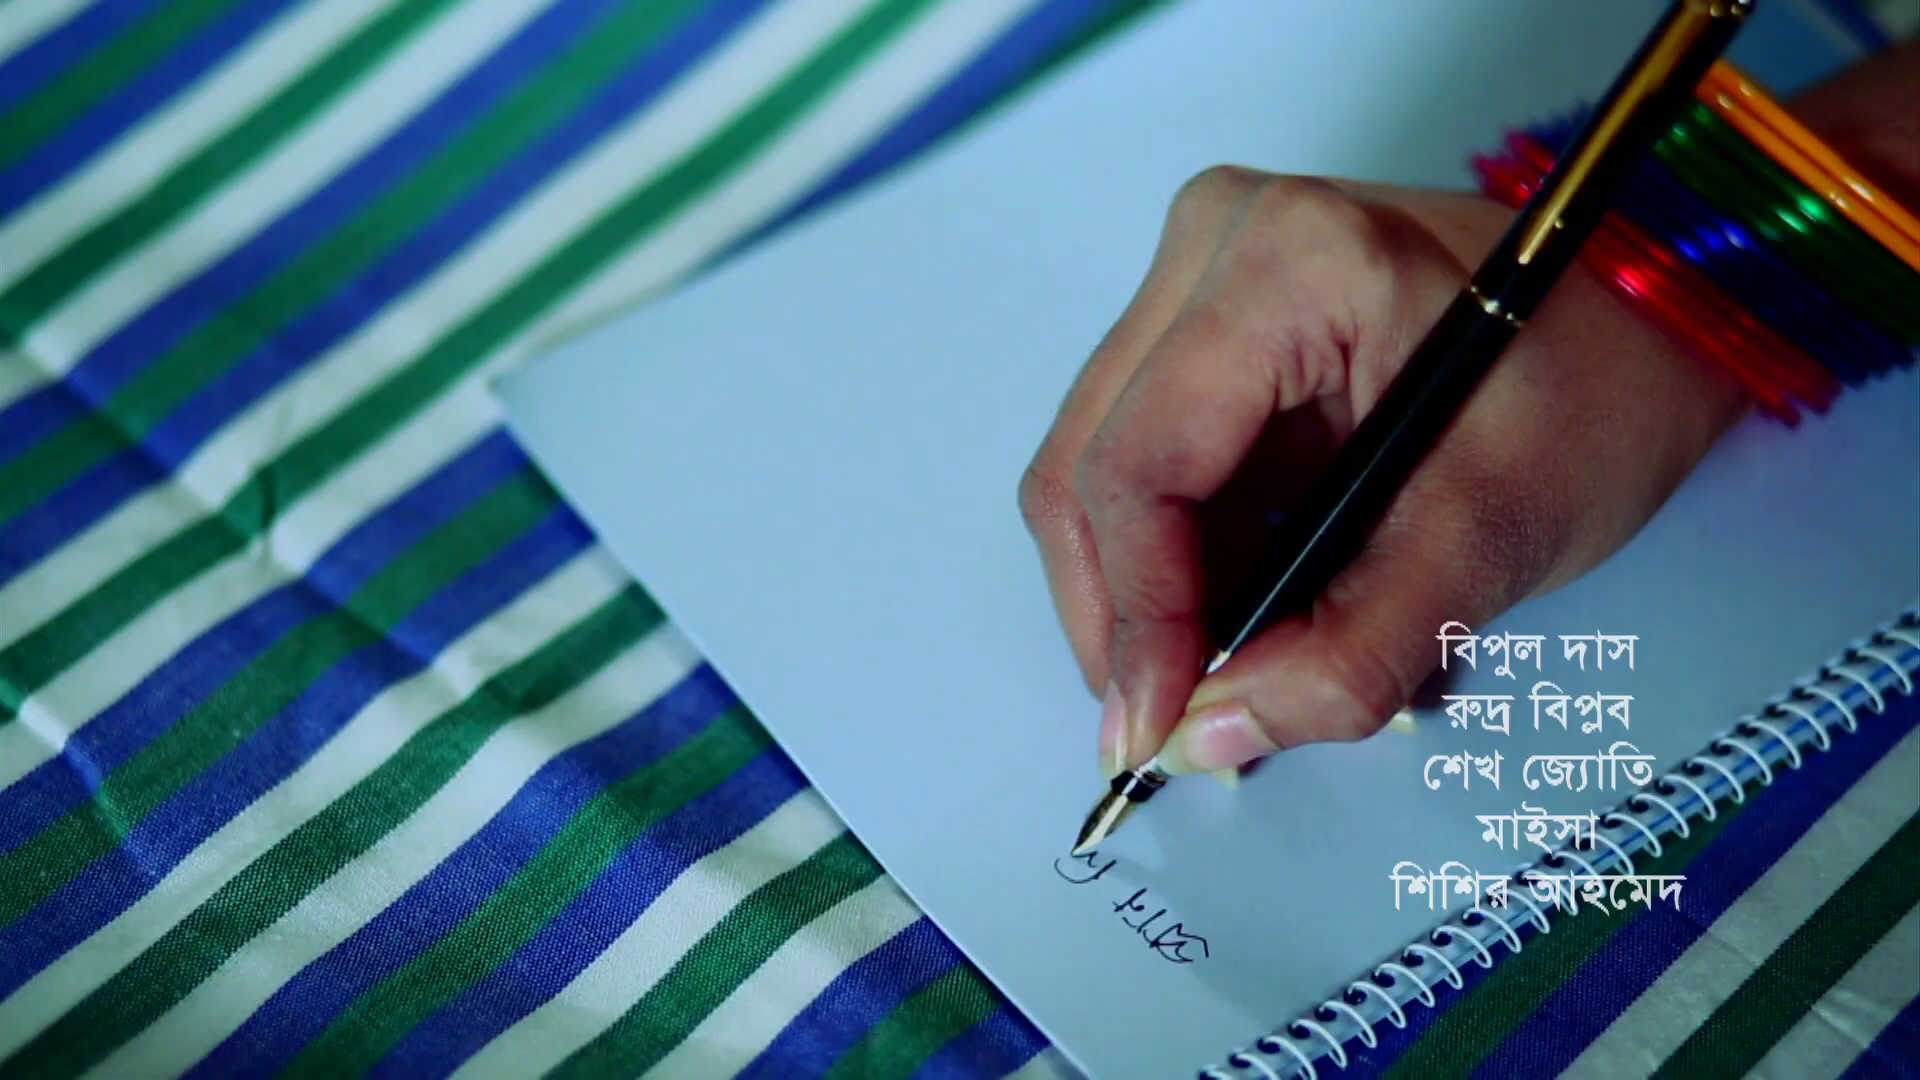 বিপুল দাস
রুদ্র বিপ্লব
শেখ জ্যোতি
মাইসা
শিশির আহমেদ